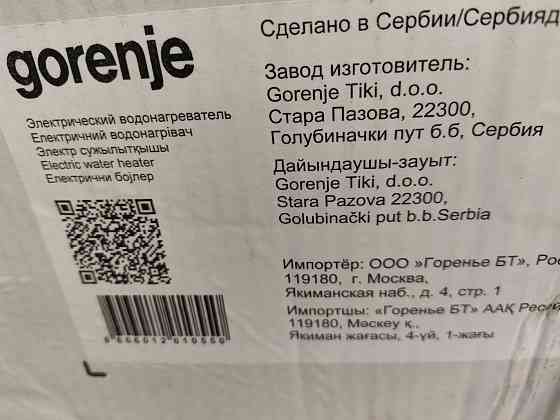 gorenje
Электрический водонагреватель
Електричний водонагрівач
Электр сужылытқышы
Electric water heater
Електрични бојлер
Сделано в Сербии/Сербияд
Завод изготовитель:
Gorenje Tiki, d.o.o.
Стара Пазова, 22300,
Голубиначки пут б.б, Сербия
Дайындаушы-зауыт:
Gorenje Tiki, d.o.o.
Stara Pazova 22300,
Golubinački put b.b.Serbia
Импортёр: ООО »Горенье БТ», Рос
119180, г. Москва,
Якиманская наб., д. 4, стр. 1
Импортшы: «Горенье БТ» ААҚ Ресей
119180, Мәскеу қ.,
Якиман жағасы, 4-үй, 1-жағы